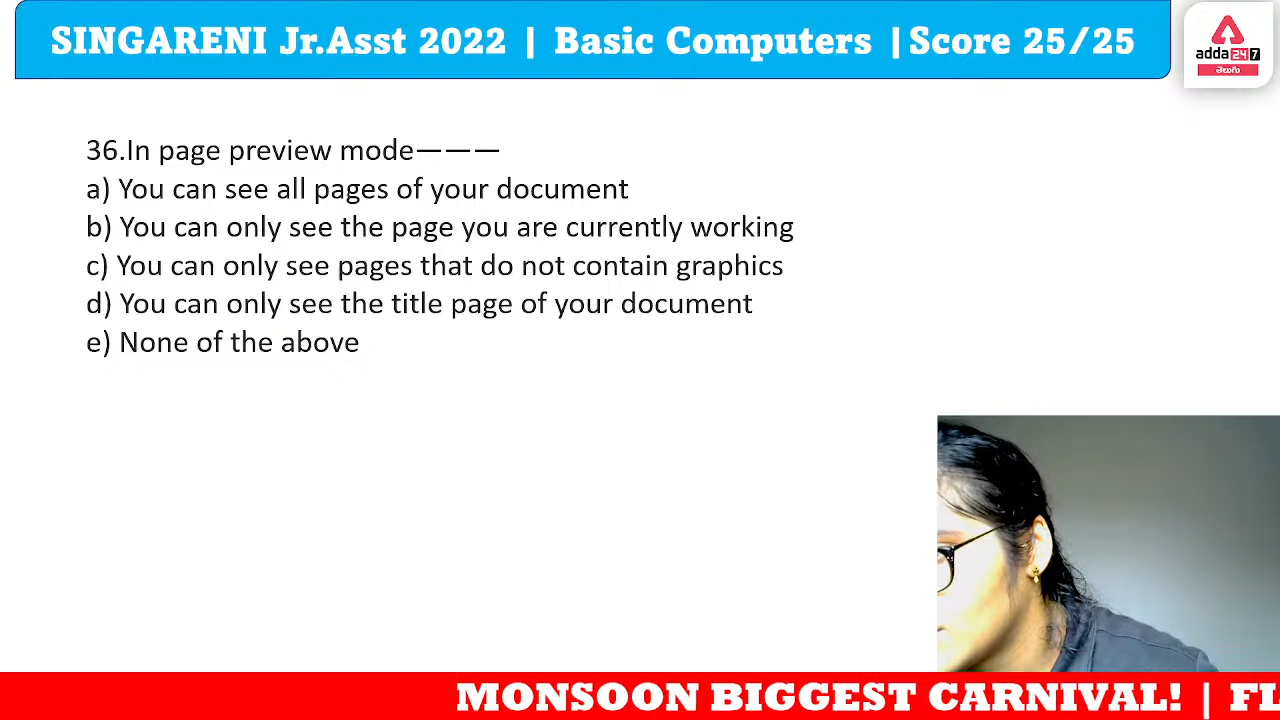 SINGARENI Jr.Asst 2022 | Basic Computers |Score 25/25
adda 24 7
తెలుగు
36.In page preview mode———
a) You can see all pages of your document
b) You can only see the page you are currently working
c) You can only see pages that do not contain graphics
d) You can only see the title page of your document
e) None of the above
MONSOON BIGGEST CARNIVAL! | FL